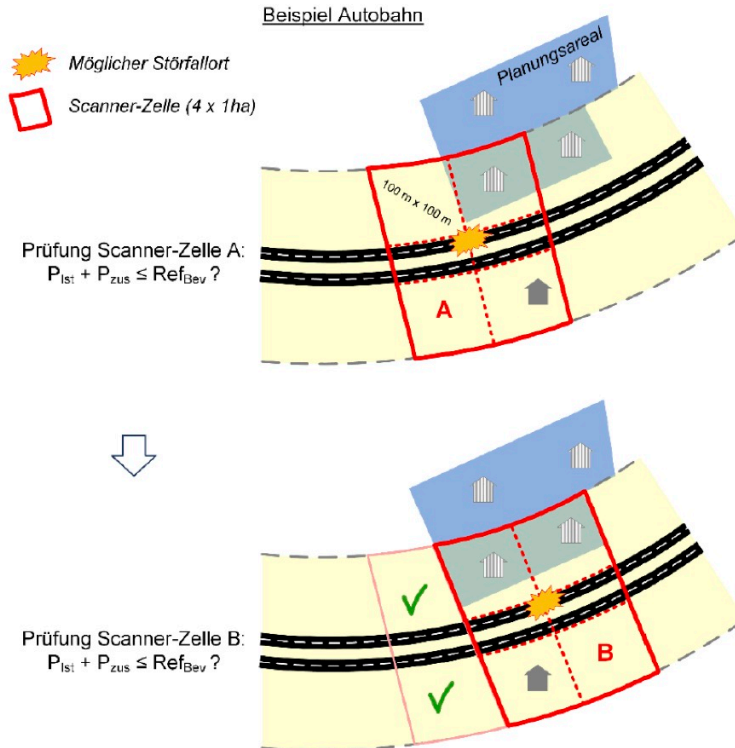 Beispiel Autobahn
Möglicher Störfallort
Scanner-Zelle (4 x 1ha)
Planungsareal
100 m x 100 m
Prüfung Scanner-Zelle A:
PIst + Pzus ≤ RefBev ?
A
Prüfung Scanner-Zelle B:
PIst + Pzus ≤ RefBev ?
B